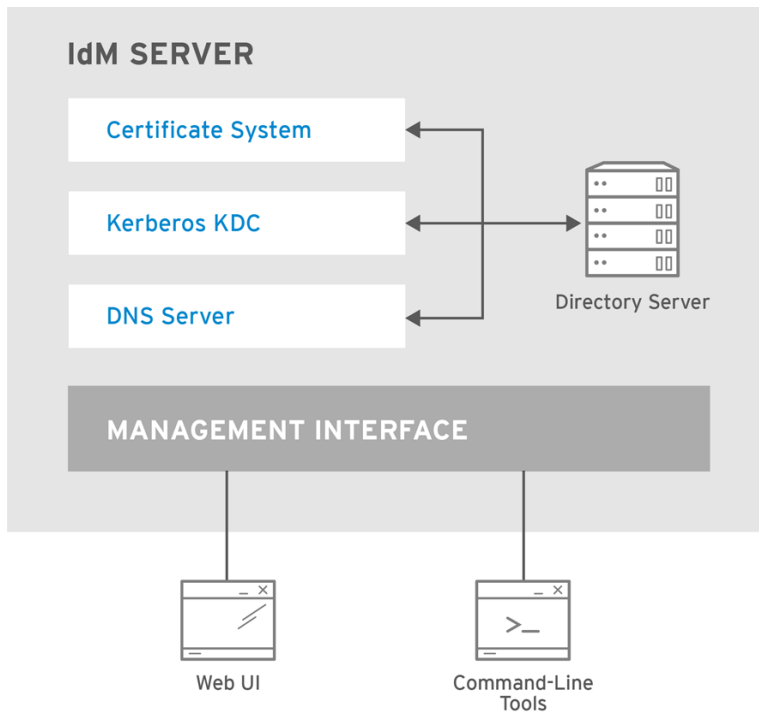 IdM SERVER
Certificate System
Kerberos KDC
DNS Server
Directory Server
MANAGEMENT INTERFACE
>_
Web UI
Command-Line
Tools